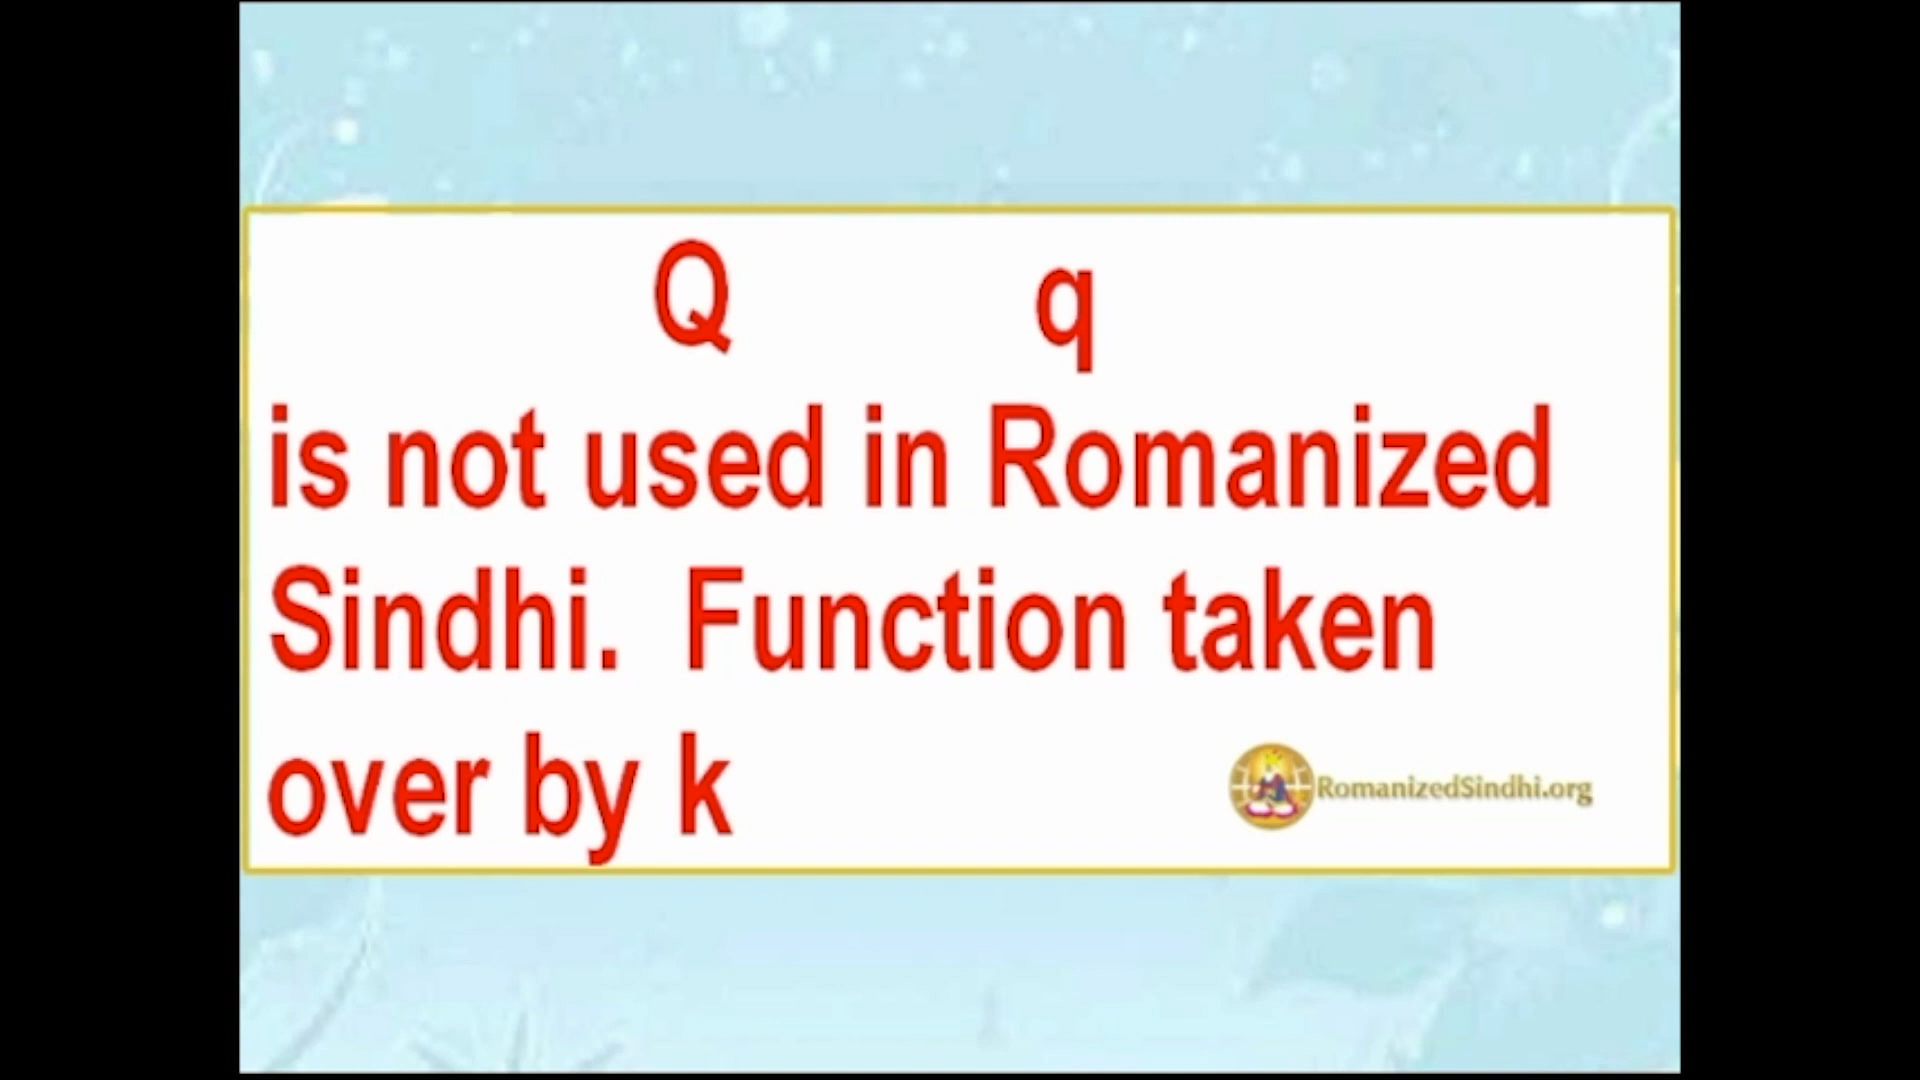 Q q
is not used in Romanized
Sindhi. Function taken
over by k
RomanizedSindhi.org